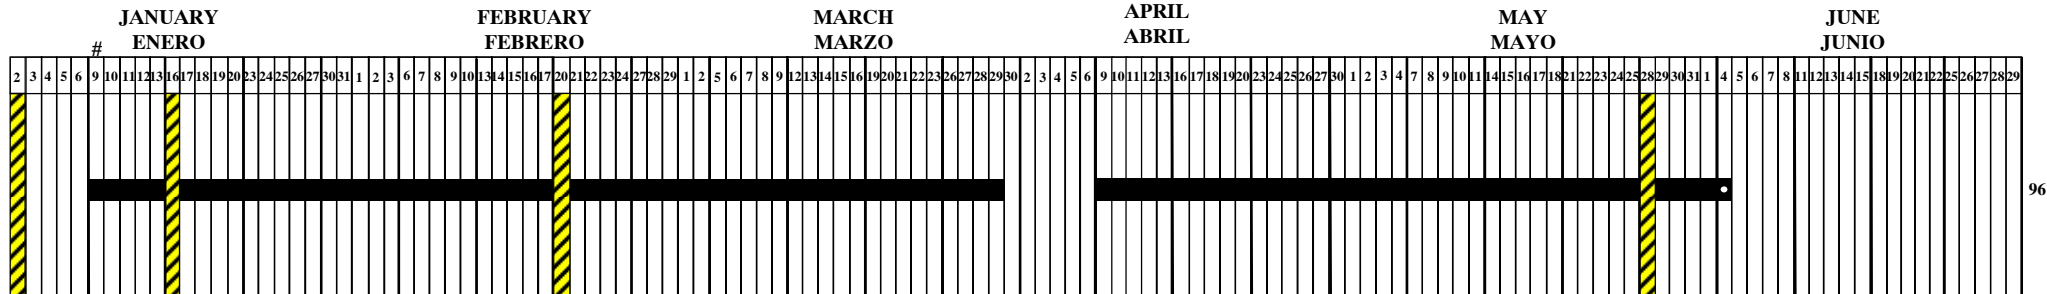 JANUARY FEBRUARY MARCH APRIL MAY JUNE
# ENERO FEBRERO MARZO ABRIL MAYO JUNIO
2 3 4 5 6 9 10 11 12 13 16 17 18 19 20 23 24 25 26 27 30 31 1 2 3 6 7 8 9 10 13 14 15 16 17 20 21 22 23 24 27 28 29 1 2 5 6 7 8 9 12 13 14 15 16 19 20 21 22 23 26 27 28 29 30 2 3 4 5 6 9 10 11 12 13 16 17 18 19 20 23 24 25 26 27 30 1 2 3 4 7 8 9 10 11 14 15 16 17 18 21 22 23 24 25 28 29 30 31 1 4 5 6 7 8 11 12 13 14 15 18 19 20 21 22 25 26 27 28 29
96